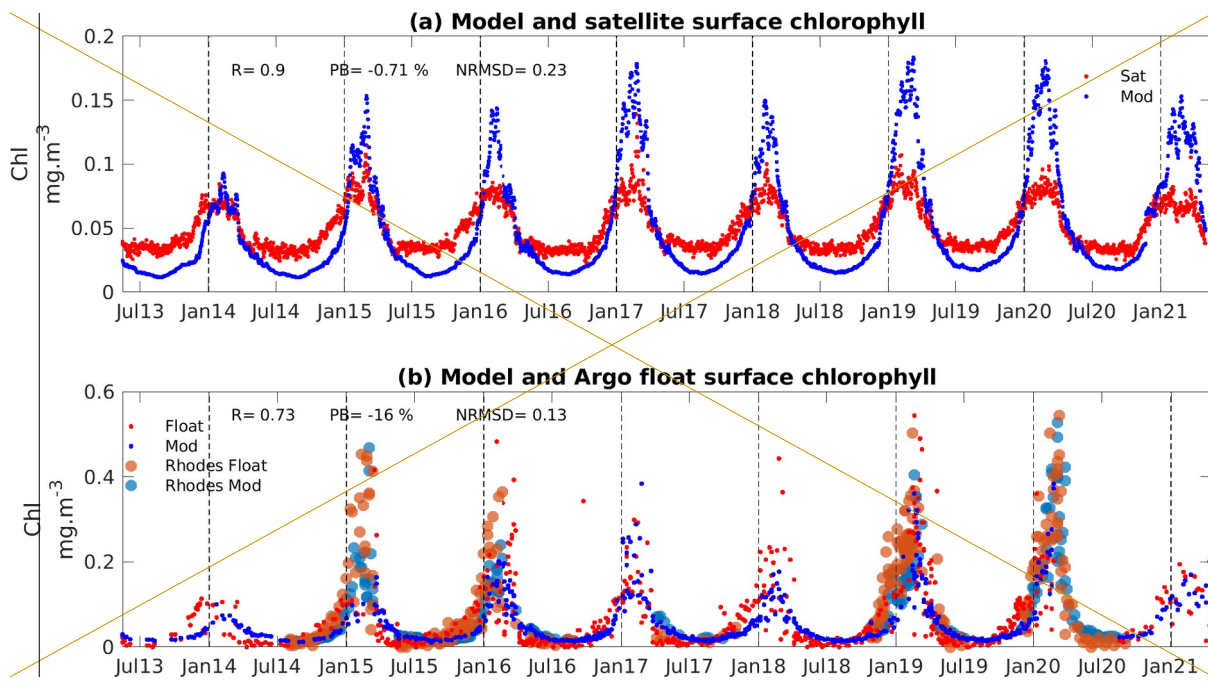 (a) Model and satellite surface chlorophyll
Chl
mg.m-3
0.2
0.15
0.1
0.05
0
R= 0.9 PB= -0.71 % NRMSD= 0.23
Sat
Mod
Jul13 Jan14 Jul14 Jan15 Jul15 Jan16 Jul16 Jan17 Jul17 Jan18 Jul18 Jan19 Jul19 Jan20 Jul20 Jan21
(b) Model and Argo float surface chlorophyll
Chl
mg.m-3
0.6
0.4
0.2
0
R= 0.73 PB= -16 % NRMSD= 0.13
Float
Mod
Rhodes Float
Rhodes Mod
Jul13 Jan14 Jul14 Jan15 Jul15 Jan16 Jul16 Jan17 Jul17 Jan18 Jul18 Jan19 Jul19 Jan20 Jul20 Jan21